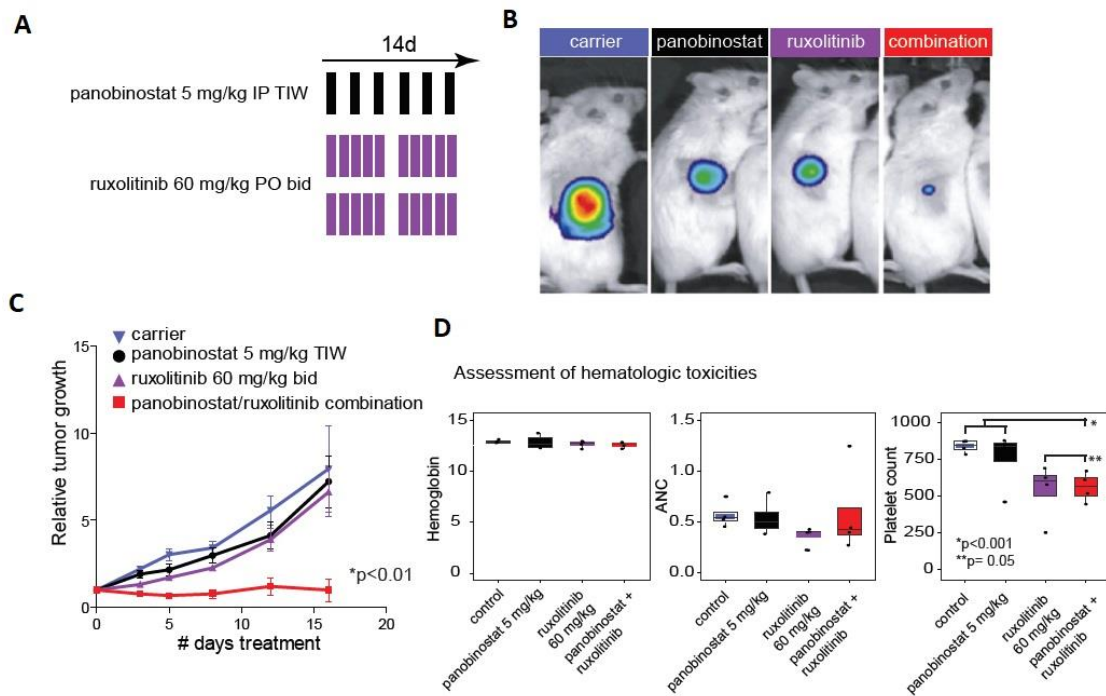 A
14d
panobinostat 5 mg/kg IP TIW
ruxolitinib 60 mg/kg PO bid
B
carrier
panobinostat
ruxolitinib
combination
C
carrier
panobinostat 5 mg/kg TIW
ruxolitinib 60 mg/kg bid
panobinostat/ruxolitinib combination
Relative tumor growth
15
10
5
0
*p<0.01
0 5 10 15 20
# days treatment
D
Assessment of hematologic toxicities
Hemoglobin
15
10
5
0
control
panobinostat 5 mg/kg
ruxolitinib
60 mg/kg
panobinostat +
ruxolitinib
ANC
1.5
1.0
0.5
0.0
control
panobinostat 5 mg/kg
ruxolitinib
60 mg/kg
panobinostat +
ruxolitinib
Platelet count
1000
750
500
250
0
*
**
*p<0.001
**p= 0.05
control
panobinostat 5 mg/kg
ruxolitinib
60 mg/kg
panobinostat +
ruxolitinib